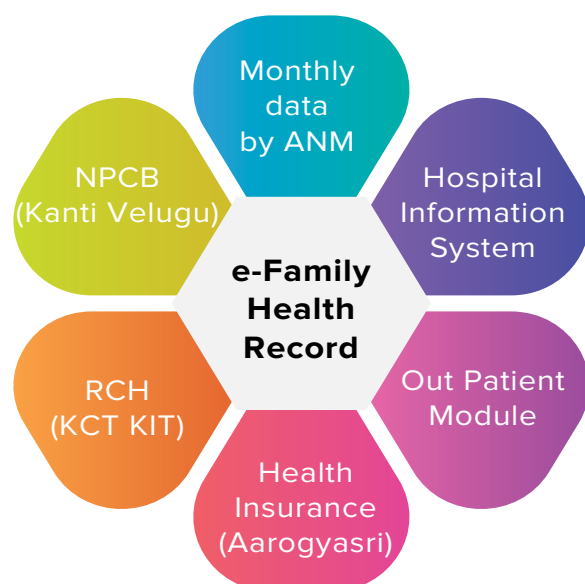 Monthly
data
by ANM
Hospital
Information
System
Out Patient
Module
Health
Insurance
(Aarogyasri)
RCH
(KCT KIT)
NPCB
(Kanti Velugu)
e-Family
Health
Record